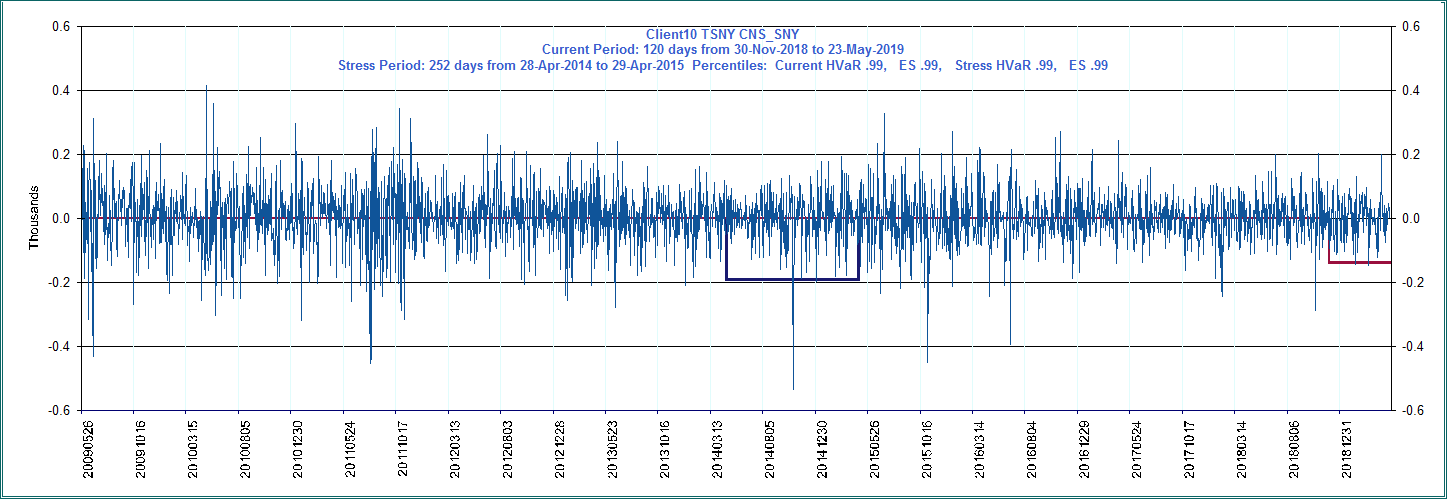 Client10 TSNY CNS_SNY
Current Period: 120 days from 30-Nov-2018 to 23-May-2019
Stress Period: 252 days from 28-Apr-2014 to 29-Apr-2015 Percentiles: Current HVaR .99, ES .99, Stress HVaR .99, ES .99
0.6 0.6
0.4 0.4
0.2 0.2
0.0 0.0
-0.2 -0.2
-0.4 -0.4
-0.6 -0.6
Thousands
20090526 20091016 20100315 20100805 20101230 20110524 20111017 20120313 20120803 20121228 20130523 20131016 20140313 20140805 20141230 20150526 20151016 20160314 20160804 20161229 20170524 20171017 20180314 20180806 20181231